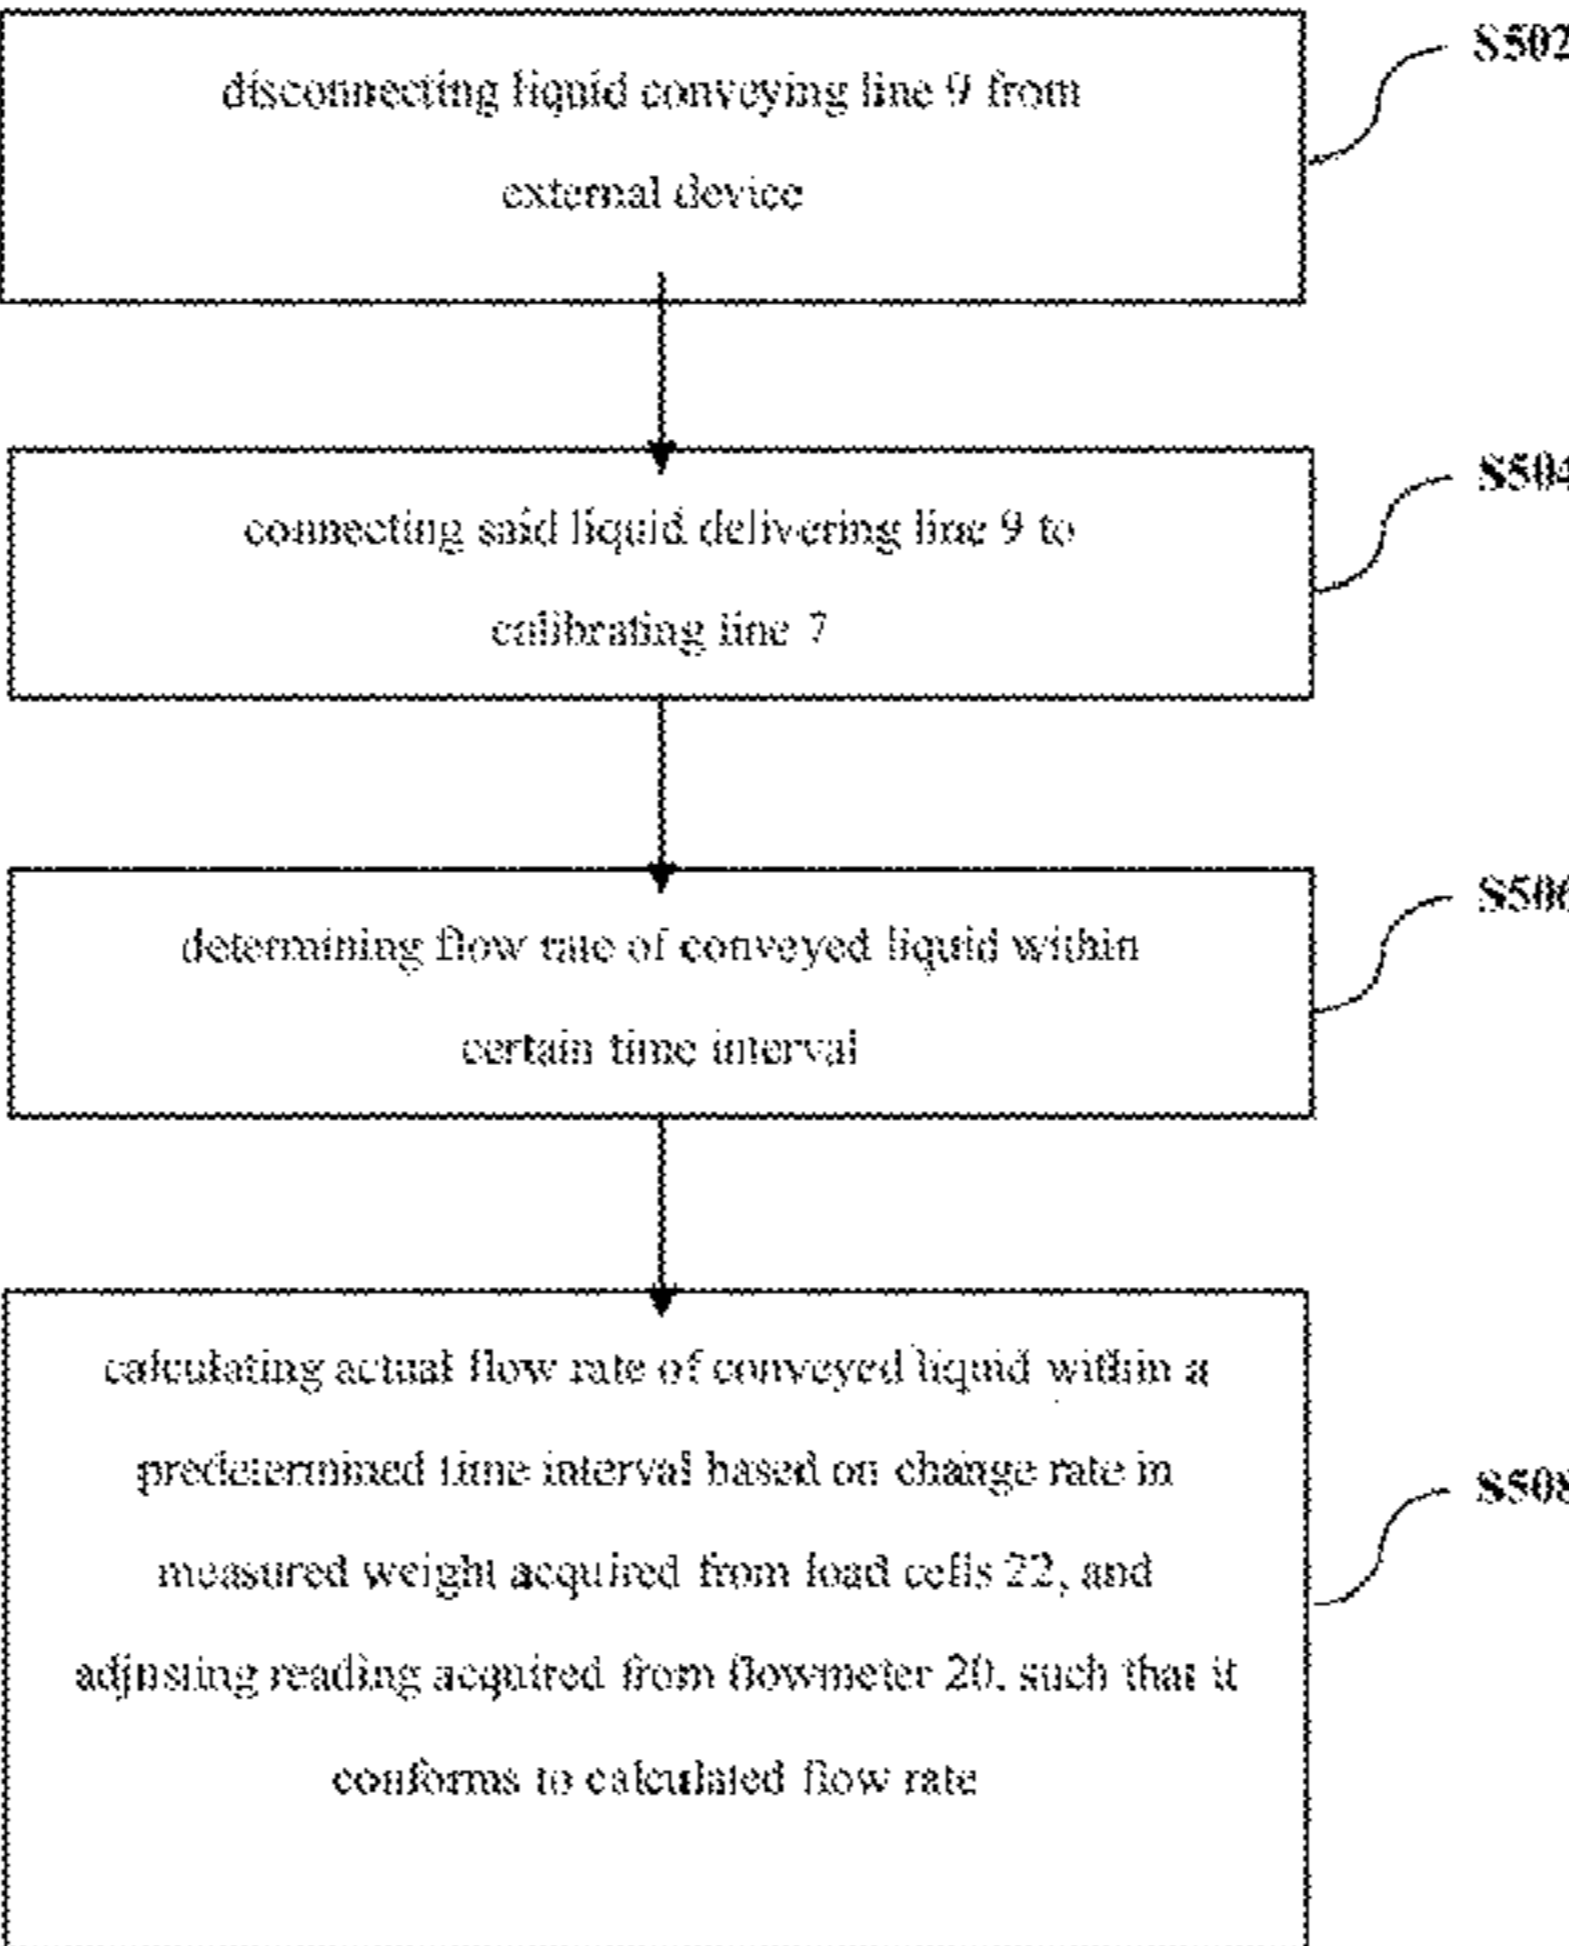 disconnecting liquid conveying line 9 from
external device
S502
connecting said liquid delivering line 9 to
calibrating line 7
S504
determining flow rate of conveyed liquid within
certain time interval
S506
calculating actual flow rate of conveyed liquid within a
predetermined time interval based on change rate in
measured weight acquired from load cells 22, and
adjusting reading acquired from flowmeter 20, such that it
conforms to calculated flow rate
S508